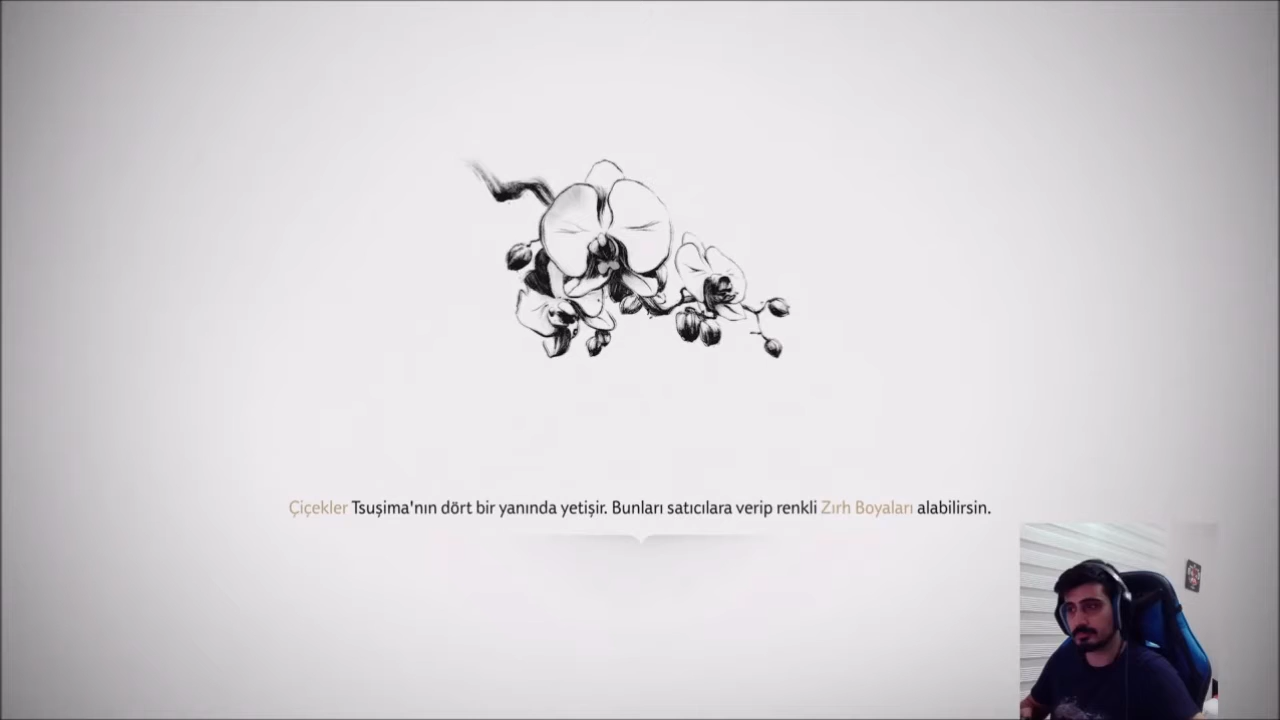 Çiçekler Tsuşima'nın dört bir yanında yetişir. Bunları satıcılara verip renkli Zırh Boyaları alabilirsin.